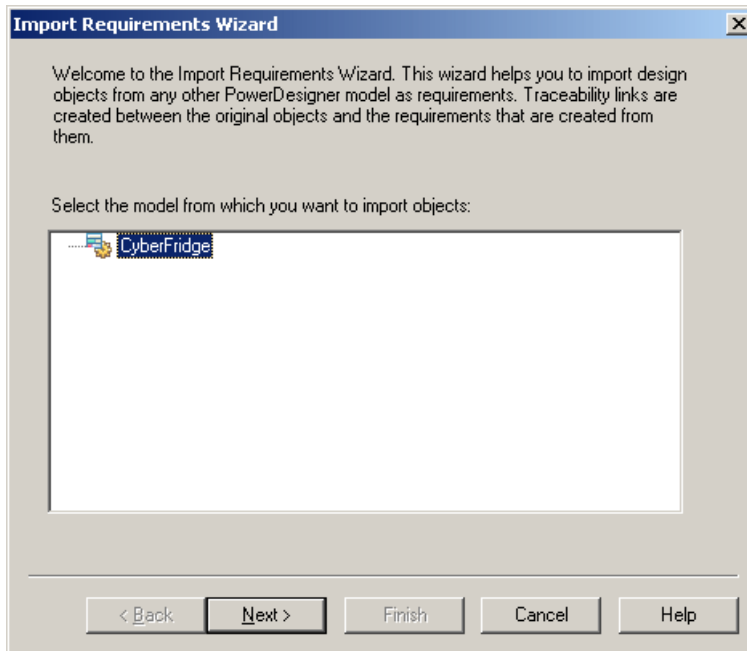 Import Requirements Wizard
Welcome to the Import Requirements Wizard. This wizard helps you to import design
objects from any other PowerDesigner model as requirements. Traceability links are
created between the original objects and the requirements that are created from
them.
Select the model from which you want to import objects:
CyberFridge
< Back
Next >
Finish
Cancel
Help